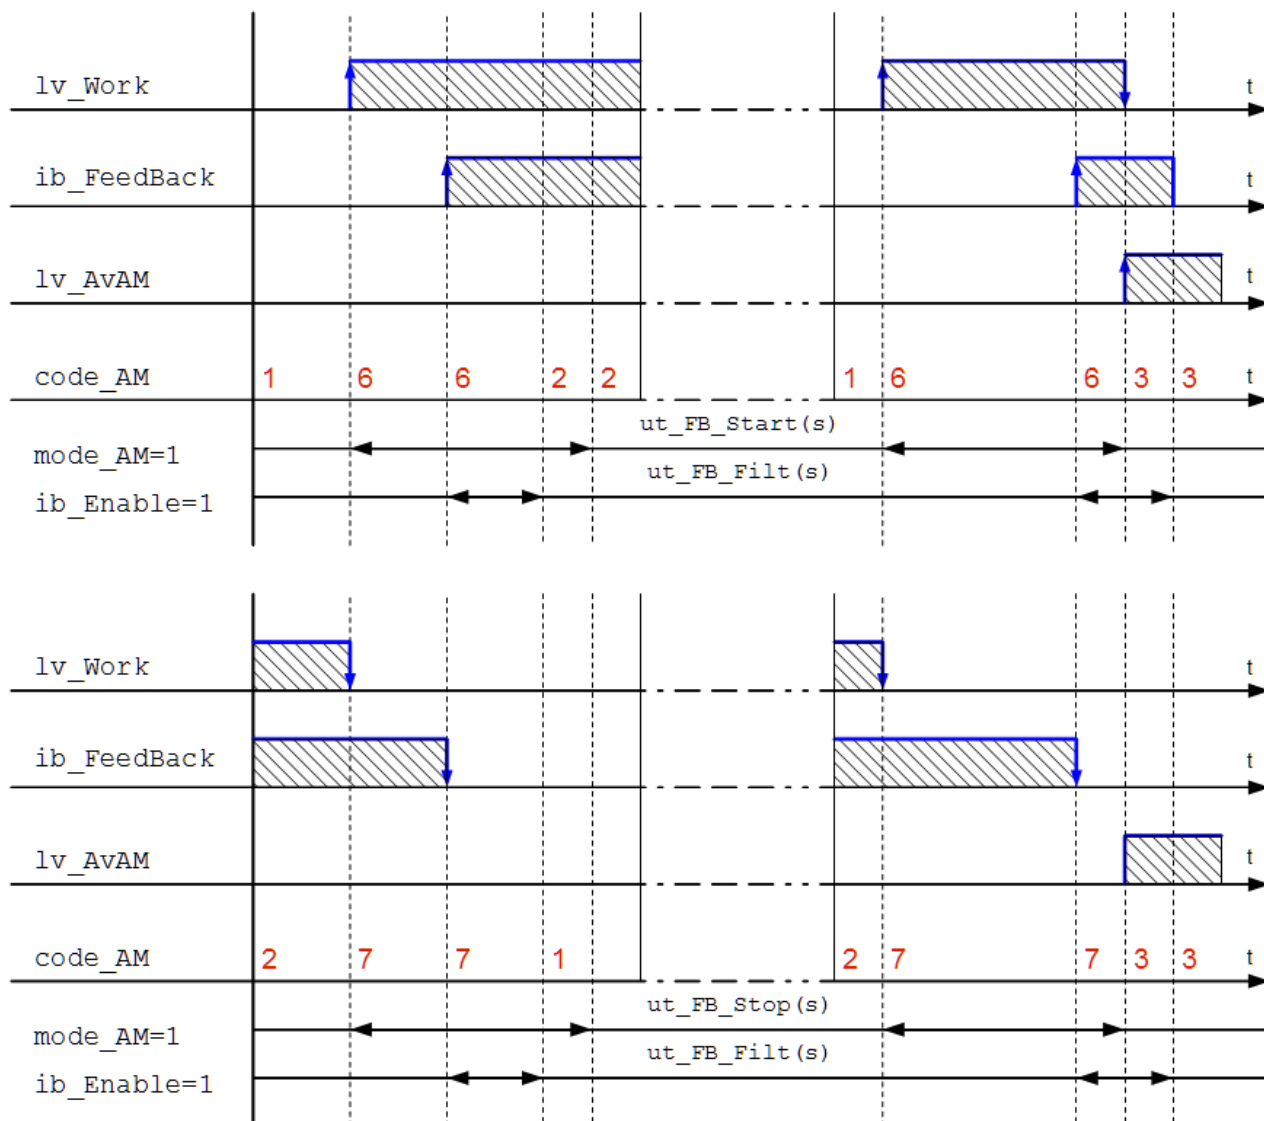 lv_Work t
ib_FeedBack t
lv_AvAM t
code_AM 1 6 6 2 2 1 6 6 3 3 t
ut_FB_Start(s)
mode_AM=1
ut_FB_Filt(s)
ib_Enable=1
lv_Work t
ib_FeedBack t
lv_AvAM t
code_AM 2 7 7 1 2 7 7 3 3 t
ut_FB_Stop(s)
mode_AM=1
ut_FB_Filt(s)
ib_Enable=1